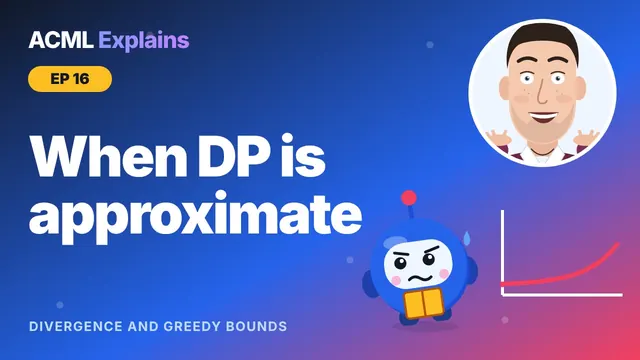 ACML Explains
EP 16
When DP is
approximate
DIVERGENCE AND GREEDY BOUNDS